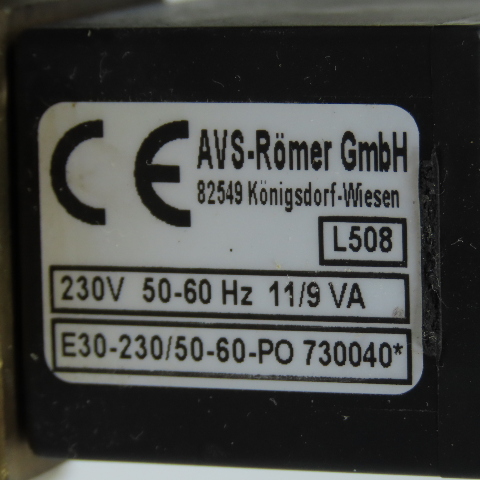 CE AVS-Römer GmbH
82549 Königsdorf-Wiesen
L508
230V 50-60 Hz 11/9 VA
E30-230/50-60-PO 730040*